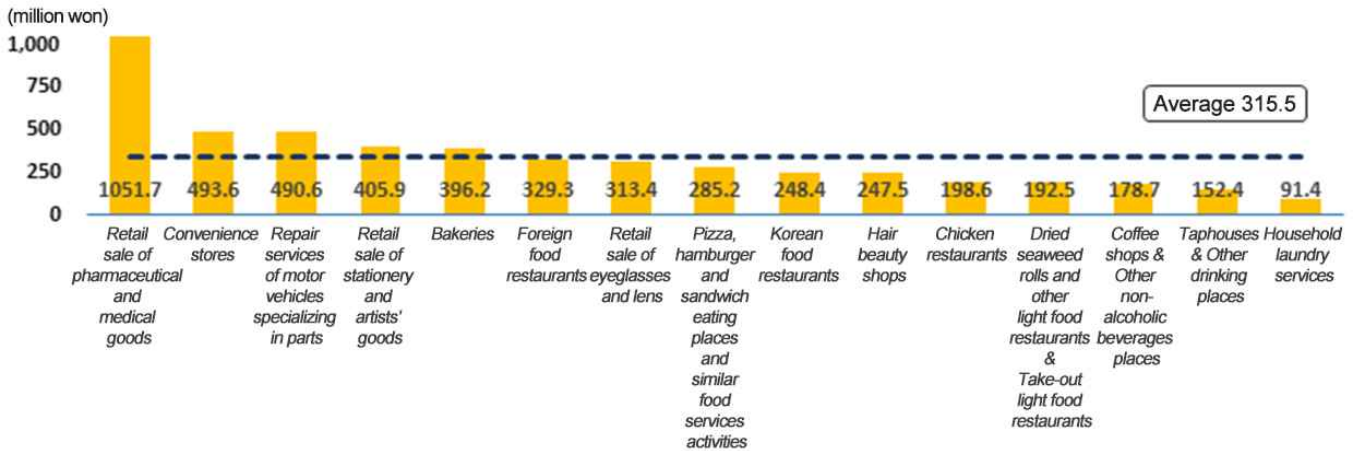 (million won)
1,000
750
500
250
0
Average 315.5
1051.7 493.6 490.6 405.9 396.2 329.3 313.4 285.2 248.4 247.5 198.6 192.5 178.7 152.4 91.4
Retail
sale of
pharmaceutical
and
medical
goods
Convenience
stores
Repair
services
of motor
vehicles
specializing
in parts
Retail
sale of
stationery
and
artists'
goods
Bakeries
Foreign
food
restaurants
Retail
sale of
eyeglasses
and lens
Pizza,
hamburger
and
sandwich
eating
places
and
similar
food
services
activities
Korean
food
restaurants
Hair
beauty
shops
Chicken
restaurants
Dried
seaweed
rolls and
other
light food
restaurants
&
Take-out
light food
restaurants
Coffee
shops &
Other
non-
alcoholic
beverages
places
Taphouses
& Other
drinking
places
Household
laundry
services